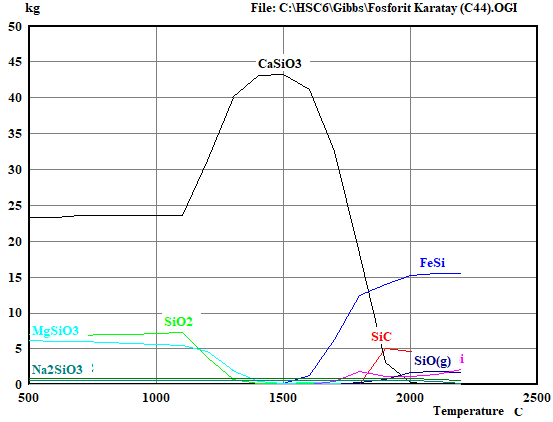 kg
File: C:\HSC6\Gibbs\Fosforit Karatay (C44).OGI
50
45
40
35
30
25
20
15
10
5
0
CaSiO3
FeSi
SiO2
MgSiO3
SiC
SiO(g)
i
Na2SiO3
500
1000
1500
2000
2500
Temperature C